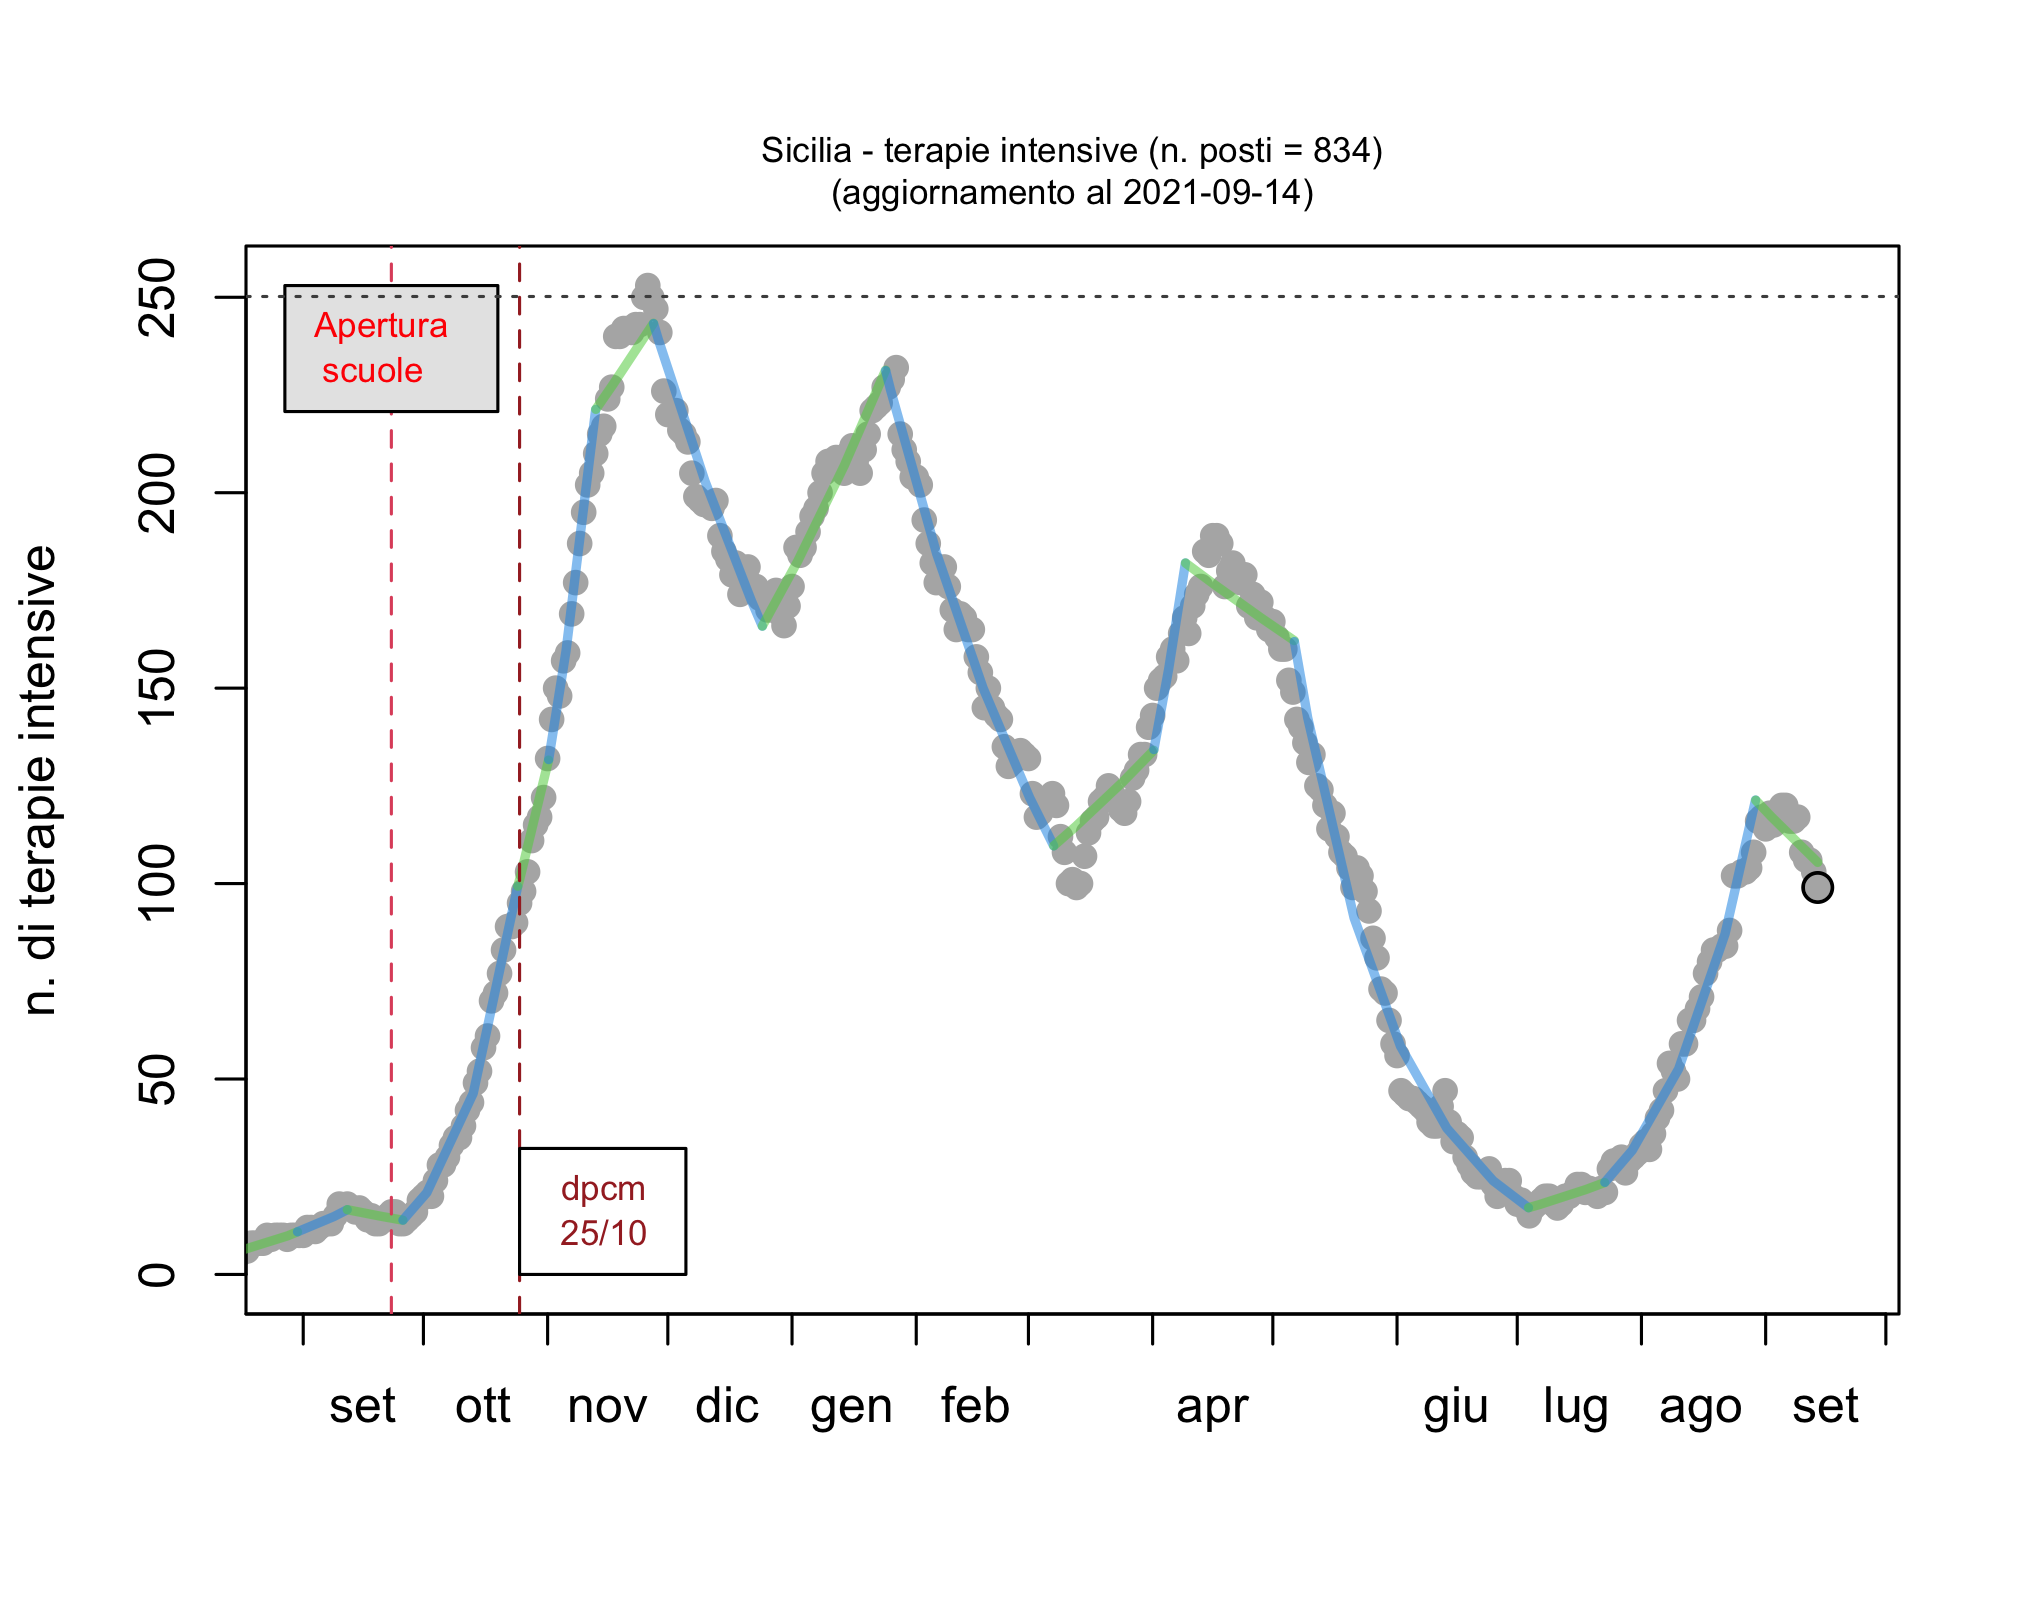 Sicilia - terapie intensive (n. posti = 834)
(aggiornamento al 2021-09-14)
n. di terapie intensive
250
200
150
100
50
0
Apertura
scuole
dpcm
25/10
set ott nov dic gen feb apr giu lug ago set